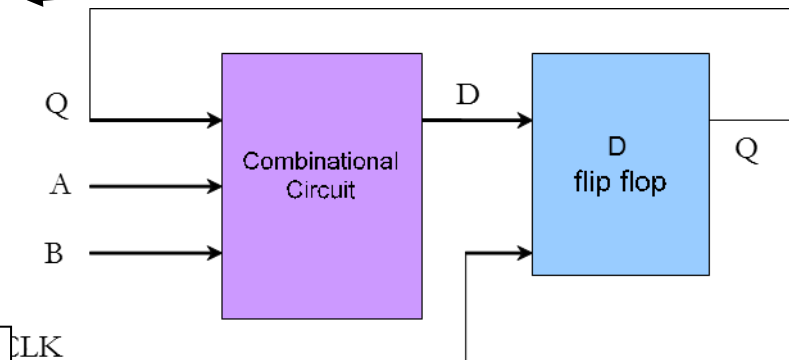 Q
A
B
CLK
Combinational
Circuit
D
D
flip flop
Q